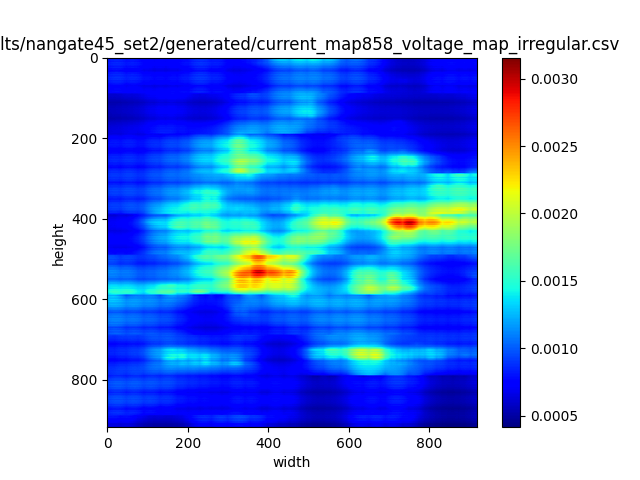 lts/nangate45_set2/generated/current_map858_voltage_map_irregular.csv
0
200
400
600
800
height
0 200 400 600 800
width
0.0030
0.0025
0.0020
0.0015
0.0010
0.0005